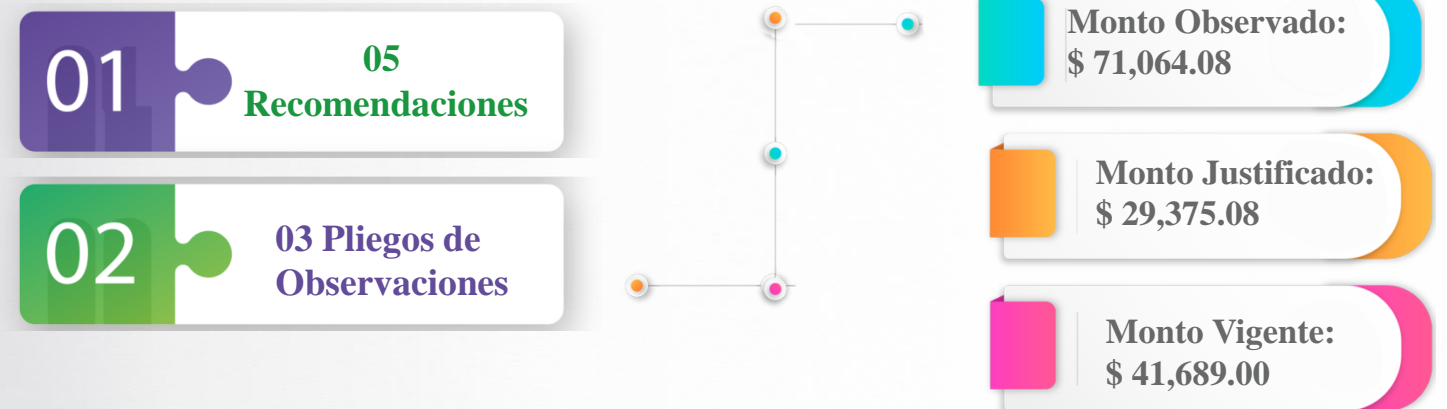 01
05
Recomendaciones
02
03 Pliegos de
Observaciones
Monto Observado:
$ 71,064.08
Monto Justificado:
$ 29,375.08
Monto Vigente:
$ 41,689.00